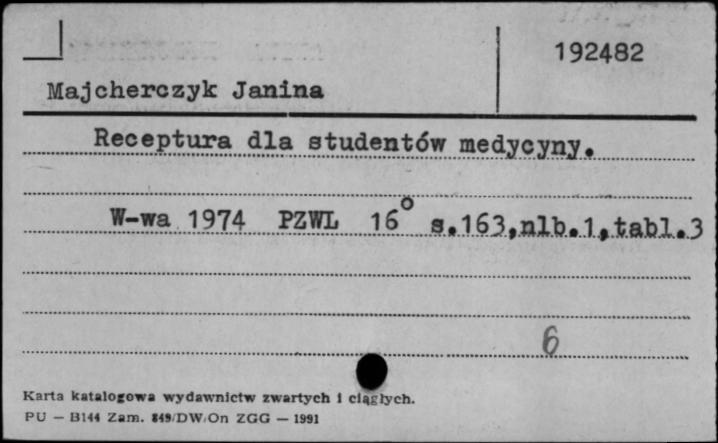 192482
Majcherczyk Janina
Receptura dla studentów medycyny.
W-wa 1974 PZWL 16° s.163,nlb.1,tabl.3
6
Karta katalogowa wydawnictw zwartych i ciągłych.
PU — B144 Zam. 849/DW/On ZGG — 1991